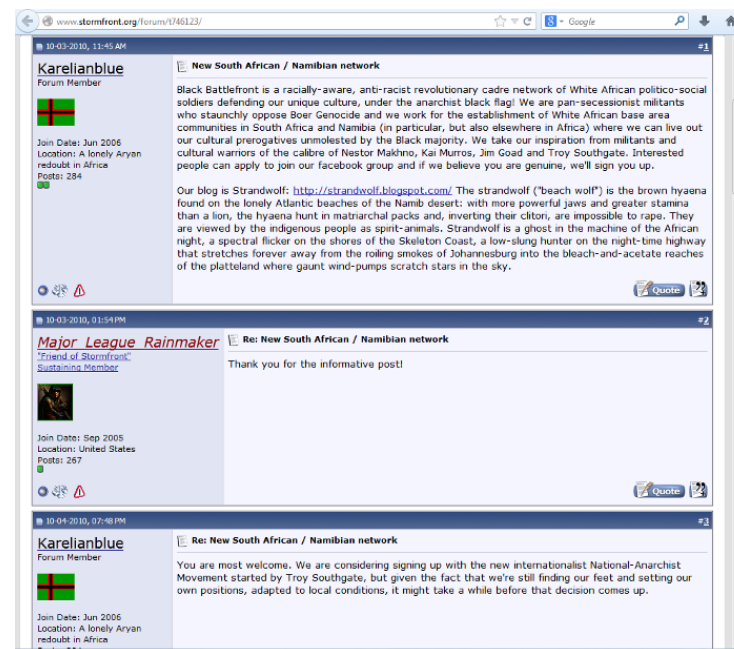 www.stormfront.org/forum/t746123/
Google
10-03-2010, 11:45 AM
#1
Karelianblue
Forum Member
Join Date: Jun 2006
Location: A lonely Aryan
redoubt in Africa
Posts: 284
New South African / Namibian network
Black Battlefront is a racially-aware, anti-racist revolutionary cadre network of White African politico-social
soldiers defending our unique culture, under the anarchist black flag! We are pan-secessionist militants
who staunchly oppose Boer Genocide and we work for the establishment of White African base area
communities in South Africa and Namibia (in particular, but also elsewhere in Africa) where we can live out
our cultural prerogatives unmolested by the Black majority. We take our inspiration from militants and
cultural warriors of the calibre of Nestor Makhno, Kai Murros, Jim Goad and Troy Southgate. Interested
people can apply to join our facebook group and if we believe you are genuine, we'll sign you up.
Our blog is Strandwolf: http://strandwolf.blogspot.com/ The strandwolf ("beach wolf") is the brown hyaena
found on the lonely Atlantic beaches of the Namib desert: with more powerful jaws and greater stamina
than a lion, the hyaena hunt in matriarchal packs and, inverting their clitori, are impossible to rape. They
are viewed by the indigenous people as spirit-animals. Strandwolf is a ghost in the machine of the African
night, a spectral flicker on the shores of the Skeleton Coast, a low-slung hunter on the night-time highway
that stretches forever away from the roiling smokes of Johannesburg into the bleach-and-acetate reaches
of the platteland where gaunt wind-pumps scratch stars in the sky.
Quote
10-03-2010, 01:54 PM
#2
Major League Rainmaker
"Friend of Stormfront"
Sustaining Member
Join Date: Sep 2005
Location: United States
Posts: 267
Re: New South African / Namibian network
Thank you for the informative post!
Quote
10-04-2010, 07:48 PM
#3
Karelianblue
Forum Member
Join Date: Jun 2006
Location: A lonely Aryan
redoubt in Africa
Re: New South African / Namibian network
You are most welcome. We are considering signing up with the new internationalist National-Anarchist
Movement started by Troy Southgate, but given the fact that we're still finding our feet and setting our
own positions, adapted to local conditions, it might take a while before that decision comes up.